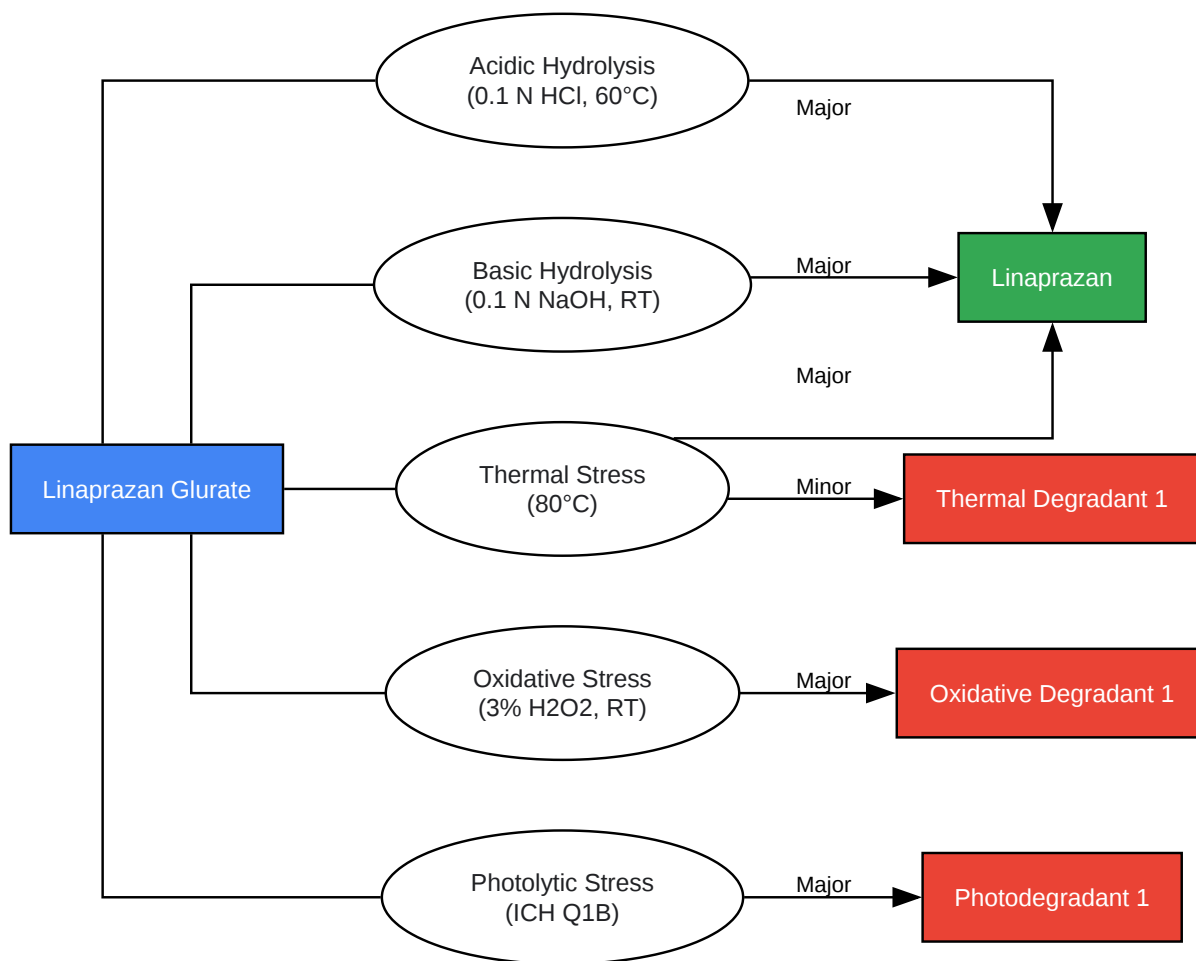 Acidic Hydrolysis
(0.1 N HCl, 60°C)
Major
Basic Hydrolysis
(0.1 N NaOH, RT)
Major
Linaprazan
Major
Linaprazan Glurate
Thermal Stress
(80°C)
Minor
Thermal Degradant 1
Oxidative Stress
(3% H2O2, RT)
Major
Oxidative Degradant 1
Photolytic Stress
(ICH Q1B)
Major
Photodegradant 1